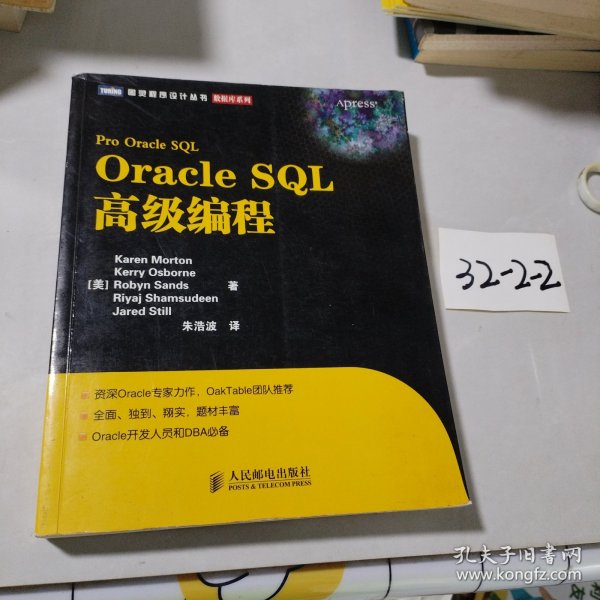 TURING 图灵程序设计丛书 数据库系列
Apress®
Pro Oracle SQL
Oracle SQL
高级编程
Karen Morton
Kerry Osborne
[美] Robyn Sands 著
Riyaj Shamsudeen
Jared Still
朱浩波 译
资深Oracle专家力作，OakTable团队推荐
全面、独到、翔实，题材丰富
Oracle开发人员和DBA必备
人民邮电出版社
POSTS & TELECOM PRESS
32-2-2
孔夫子旧书网
www.kongfz.com